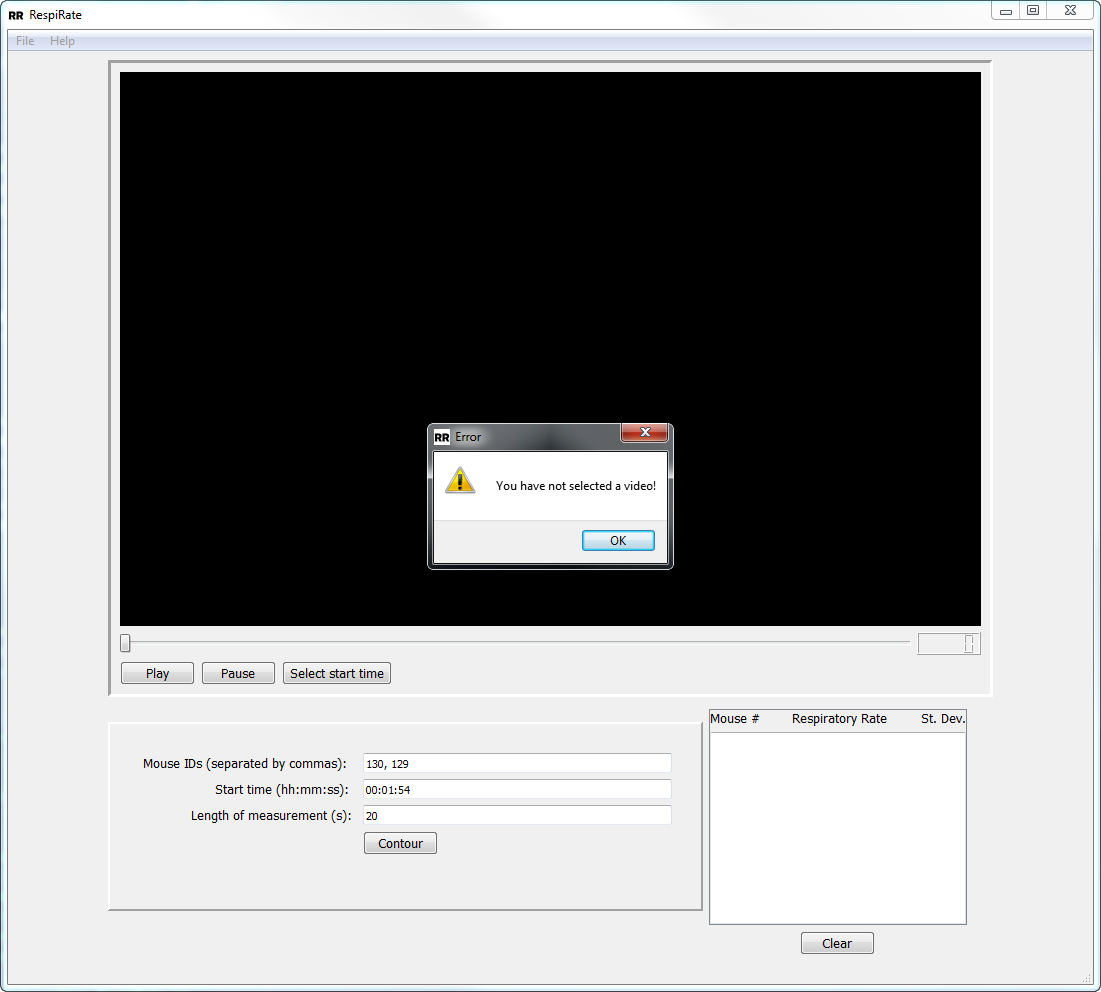 RR RespiRate
File Help
RR Error
You have not selected a video!
OK
Play Pause Select start time
Mouse # Respiratory Rate St. Dev.
Mouse IDs (separated by commas): 130, 129
Start time (hh:mm:ss): 00:01:54
Length of measurement (s): 20
Contour
Clear